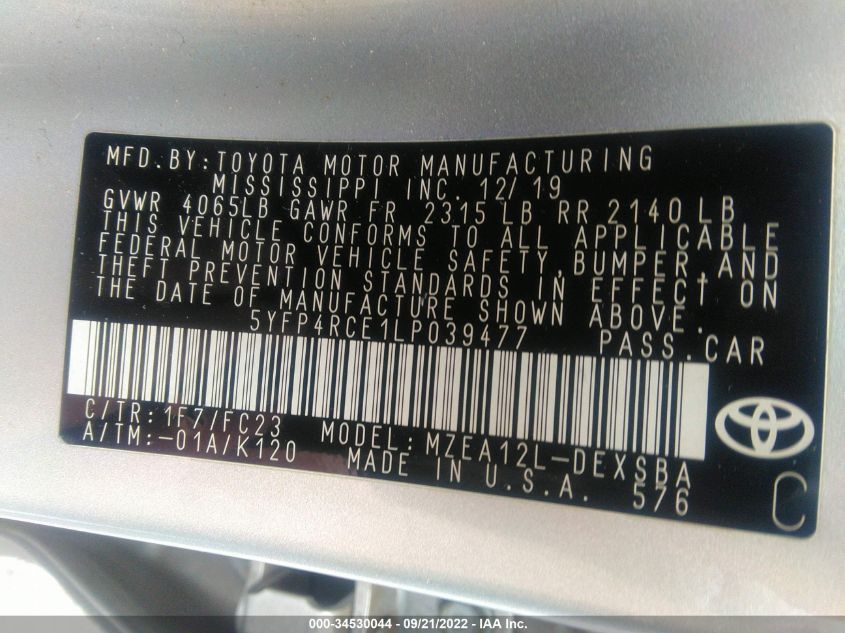 MFD.BY:TOYOTA MOTOR MANUFACTURING
MISSISSIPPI INC. 12/19
GVWR 4065LB GAWR FR 2315LB RR 2140LB
THIS VEHICLE CONFORMS TO ALL APPLICABLE
FEDERAL MOTOR VEHICLE SAFETY,BUMPER,AND
THEFT PREVENTION STANDARDS IN EFFECT ON
THE DATE OF MANUFACTURE SHOWN ABOVE.
5YFP4RCE1LP039477 PASS.CAR
C/TR:1F7/FC23 MODEL:MZEA12L-DEXSBA
A/TM:-01A/K120 MADE IN U.S.A. 576
C
000-34530044 - 09/21/2022 - IAA Inc.